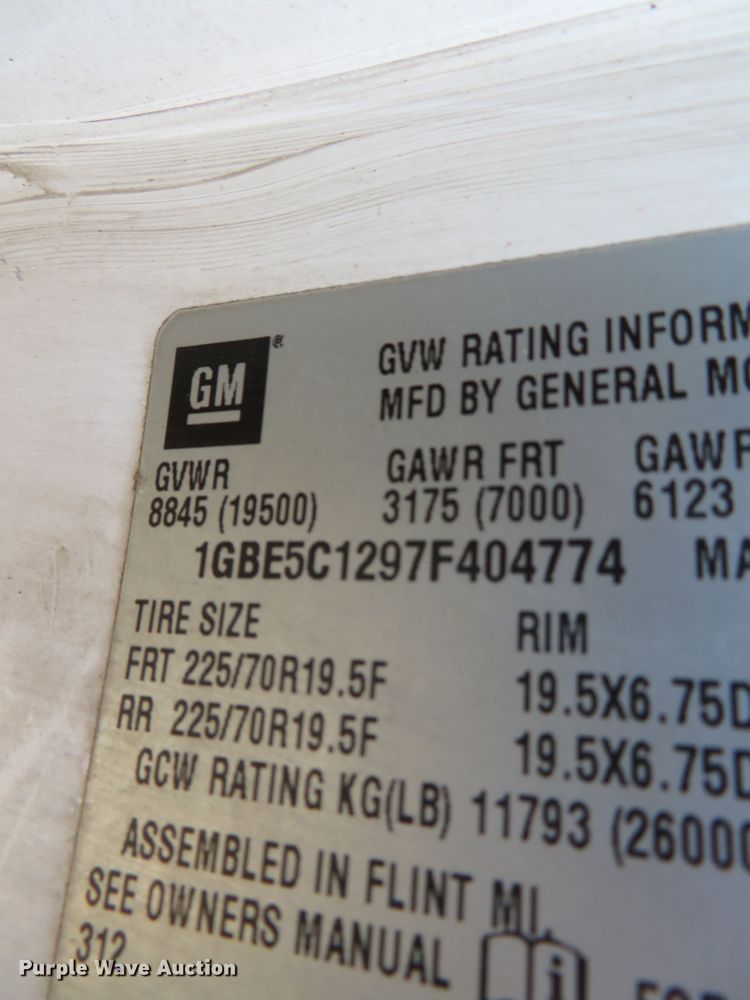 GM®
GVW RATING INFORM
MFD BY GENERAL MO
GVWR GAWR FRT GAWR
8845 (19500) 3175 (7000) 6123
1GBE5C1297F404774 MA
TIRE SIZE RIM
FRT 225/70R19.5F 19.5X6.75D
RR 225/70R19.5F 19.5X6.75D
GCW RATING KG(LB) 11793 (26000
ASSEMBLED IN FLINT MI.
SEE OWNERS MANUAL
312
Purple Wave Auction